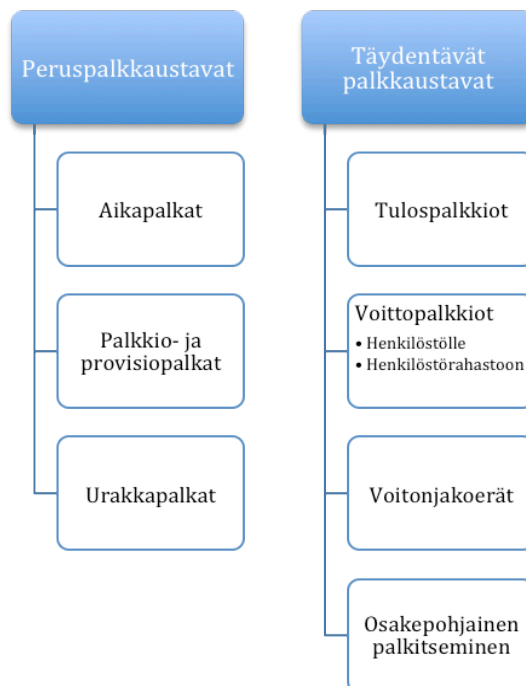 Peruspalkkaustavat
Aikapalkat
Palkkio- ja
provisiopalkat
Urakkapalkat
Täydentävät
palkkaustavat
Tulospalkkiot
Voittopalkkiot
• Henkilöstölle
• Henkilöstörahastoon
Voitonjakoerät
Osakepohjainen
palkitseminen